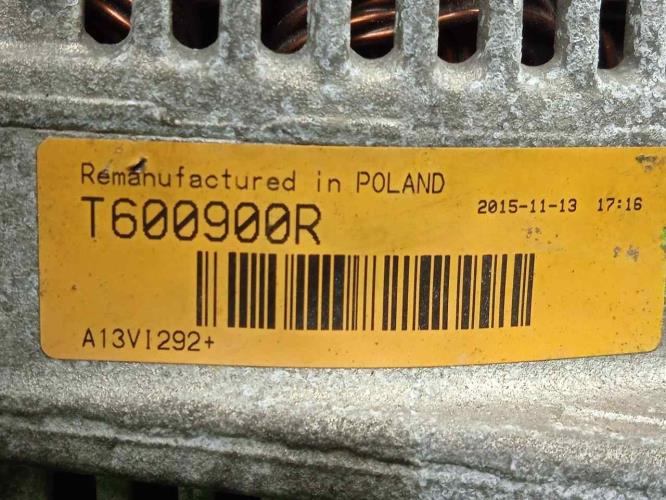 Remanufactured in POLAND
T600900R
2015-11-13 17:16
A13VI292+